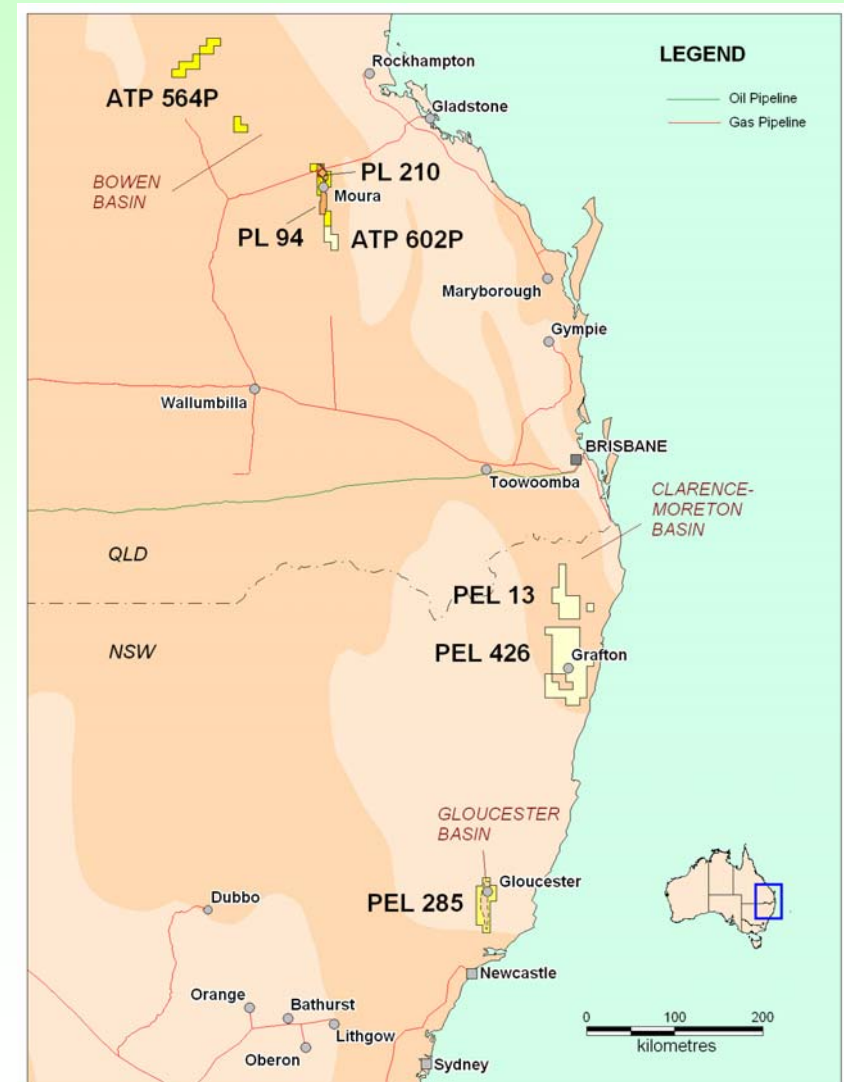 LEGEND
Oil Pipeline
Gas Pipeline
Rockhampton
ATP 564P
Gladstone
BOWEN
BASIN
PL 210
Moura
PL 94
ATP 602P
Maryborough
Gympie
Wallumbilla
BRISBANE
Toowoomba
CLARENCE-
MORETON
BASIN
QLD
PEL 13
NSW
PEL 426
Grafton
GLOUCESTER
BASIN
Gloucester
PEL 285
Dubbo
Newcastle
Orange
Bathurst
Lithgow
Oberon
Sydney
0 100 200
kilometres